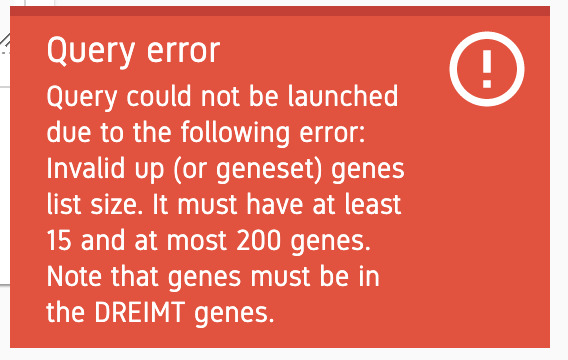 Query error
Query could not be launched
due to the following error:
Invalid up (or geneset) genes
list size. It must have at least
15 and at most 200 genes.
Note that genes must be in
the DREIMT genes.